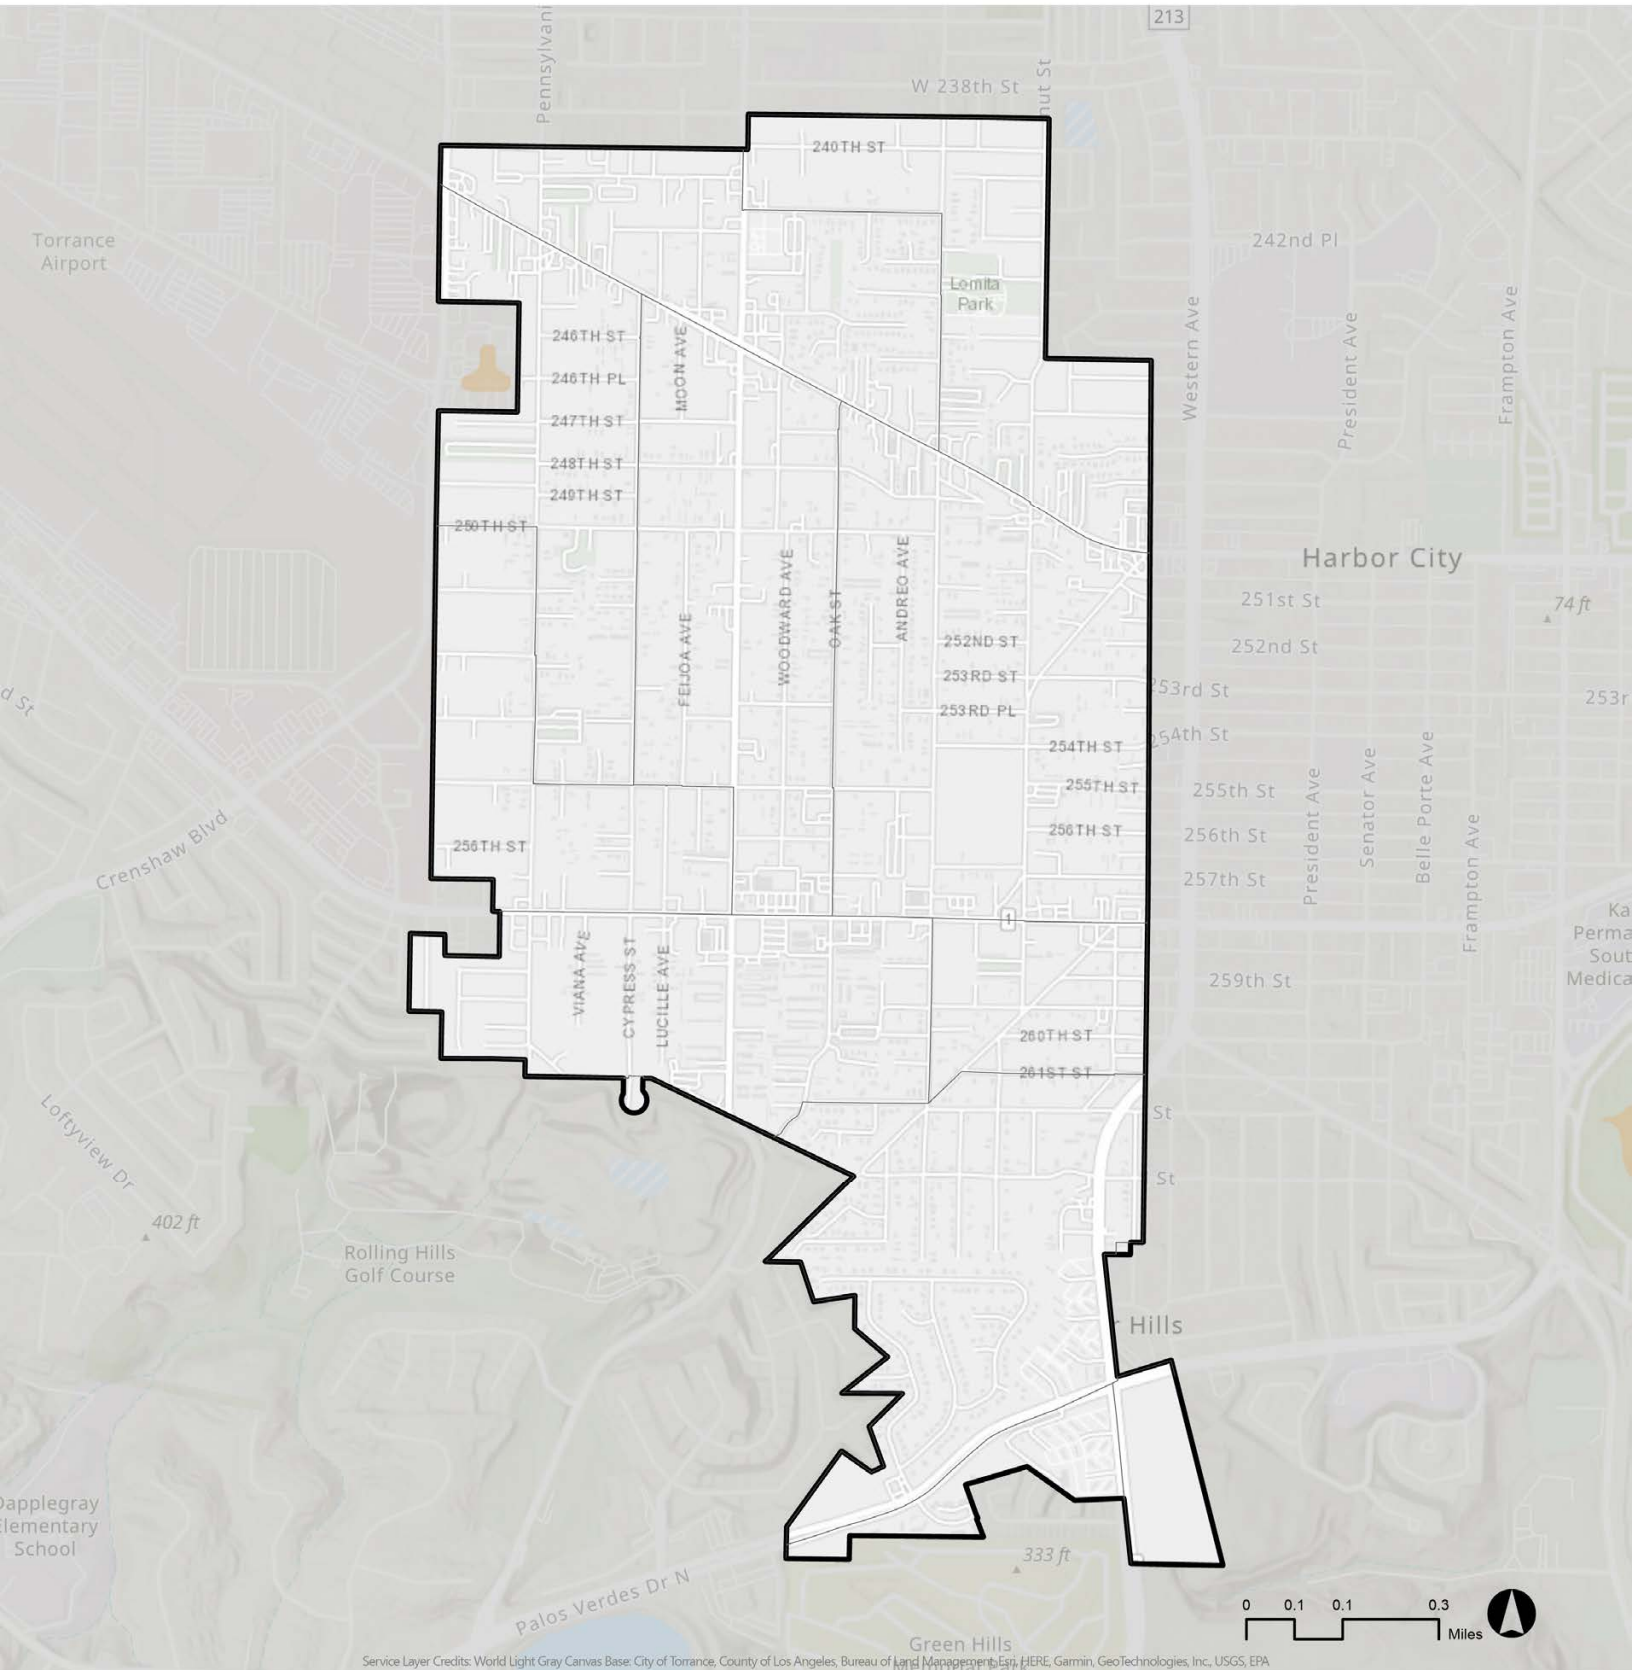 213
W 238th St
240TH ST
Torrance
Airport
242nd Pl
Lomita
Park
246TH ST
246TH PL
247TH ST
248TH ST
249TH ST
250TH ST
MOON AVE
Western Ave
President Ave
Frampton Ave
Harbor City
251st St
74 ft
252nd St
WOODWARD AVE
OAK ST
ANDREO AVE
FEIJOA AVE
252ND ST
253RD ST
253RD PL
254TH ST
255TH ST
256TH ST
255th St
256th St
257th St
President Ave
Senator Ave
Belle Porte Ave
Frampton Ave
256TH ST
Crenshaw Blvd
1
VIANA AVE
CYPRESS ST
LUCILLE AVE
259th St
260TH ST
261ST ST
St
St
Loftyview Dr
402 ft
Rolling Hills
Golf Course
Hills
333 ft
Palos Verdes Dr N
Green Hills
0 0.1 0.1 0.3
Miles
Service Layer Credits: World Light Gray Canvas Base: City of Torrance, County of Los Angeles, Bureau of Land Management, Esri, HERE, Garmin, GeoTechnologies, Inc., USGS, EPA